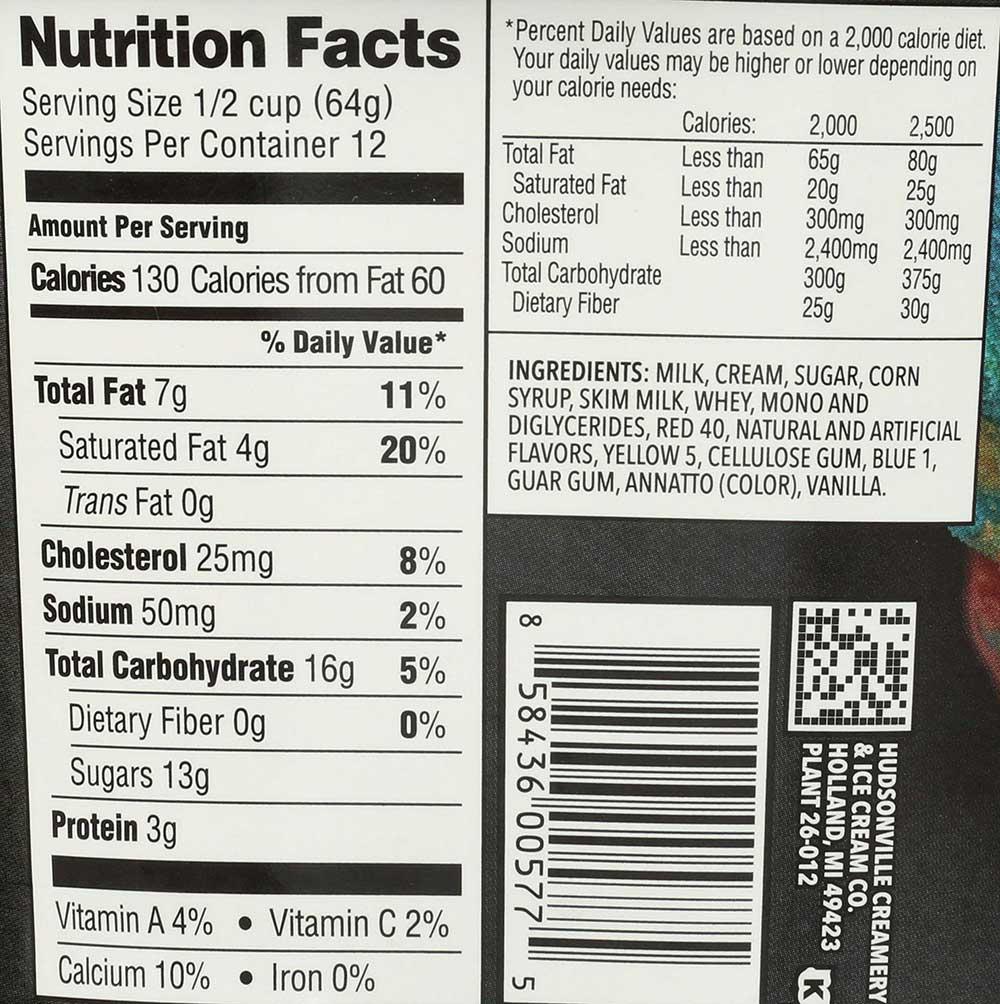 Nutrition Facts
Serving Size 1/2 cup (64g)
Servings Per Container 12
Amount Per Serving
Calories 130 Calories from Fat 60
% Daily Value*
Total Fat 7g 11%
Saturated Fat 4g 20%
Trans Fat 0g
Cholesterol 25mg 8%
Sodium 50mg 2%
Total Carbohydrate 16g 5%
Dietary Fiber 0g 0%
Sugars 13g
Protein 3g
Vitamin A 4% • Vitamin C 2%
Calcium 10% • Iron 0%
*Percent Daily Values are based on a 2,000 calorie diet.
Your daily values may be higher or lower depending on
your calorie needs:
Calories: 2,000 2,500
Total Fat Less than 65g 80g
Saturated Fat Less than 20g 25g
Cholesterol Less than 300mg 300mg
Sodium Less than 2,400mg 2,400mg
Total Carbohydrate 300g 375g
Dietary Fiber 25g 30g
INGREDIENTS: MILK, CREAM, SUGAR, CORN
SYRUP, SKIM MILK, WHEY, MONO AND
DIGLYCERIDES, RED 40, NATURAL AND ARTIFICIAL
FLAVORS, YELLOW 5, CELLULOSE GUM, BLUE 1,
GUAR GUM, ANNATTO (COLOR), VANILLA.
8 58436 00577 5
HUDSONVILLE CREAMERY
& ICE CREAM CO.
HOLLAND, MI 49423
PLANT 26-012
K